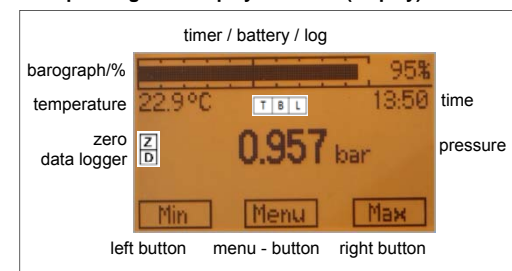 timer / battery / log
barograph/% 95%
temperature 22.9°C T B L 13:50 time
zero Z
data logger D 0.957 bar pressure
Min Menu Max
left button menu - button right button